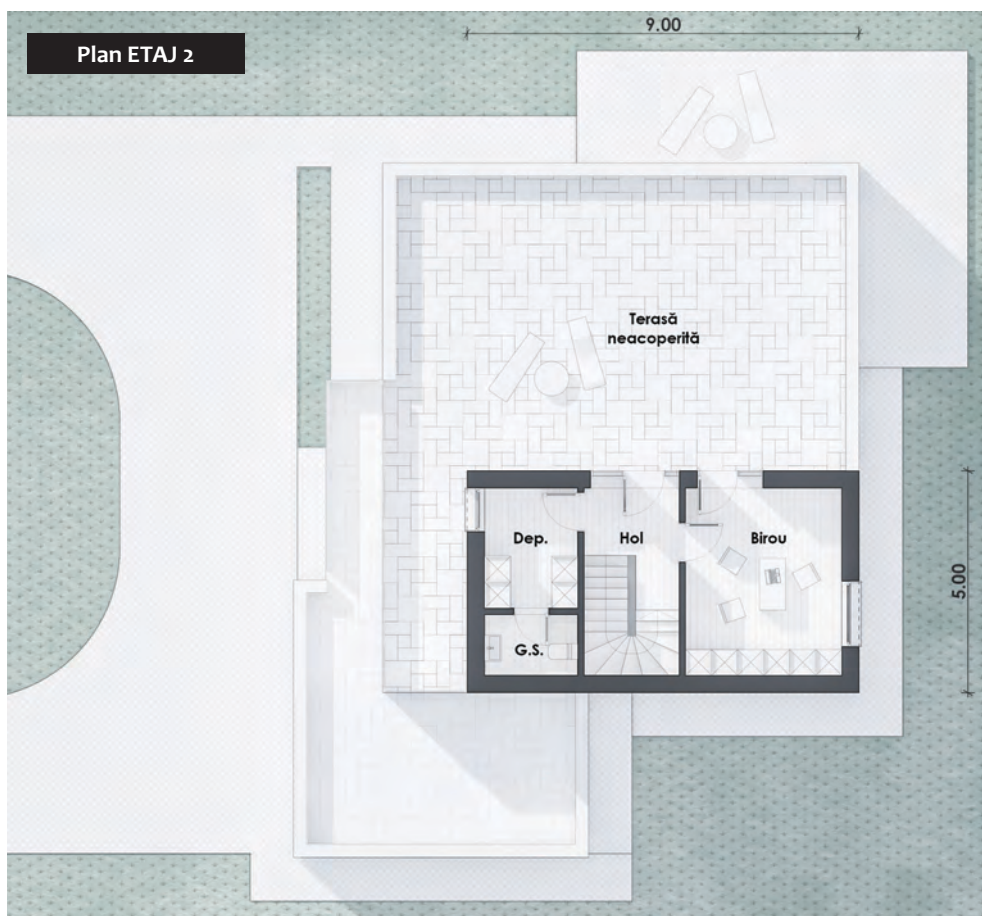 Plan ETAJ 2
9.00
Terasă
neacoperită
Dep.
Hol
Birou
5.00
G.S.